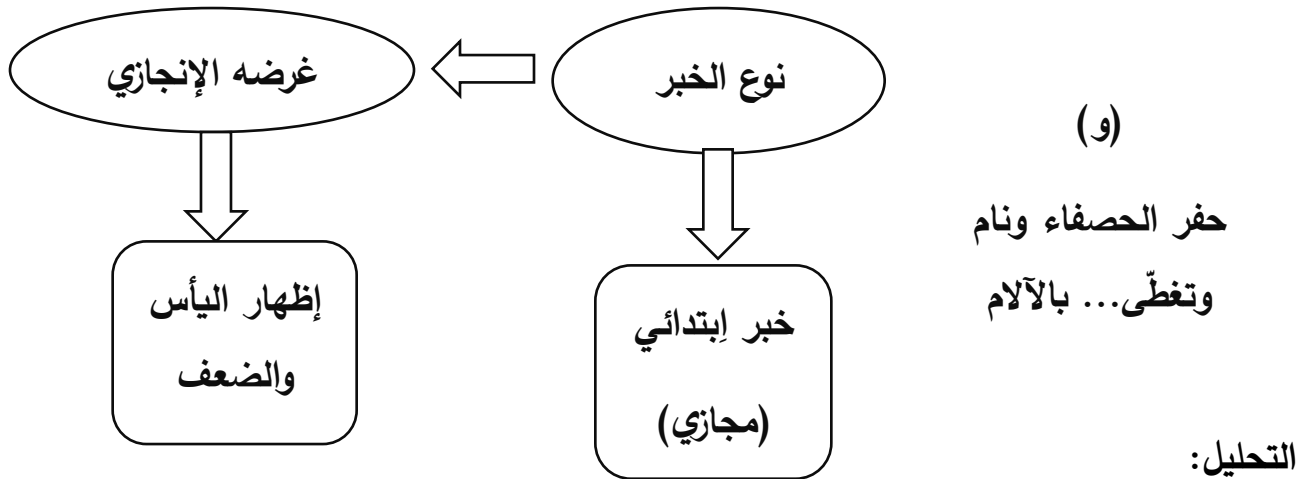 (و)
حفر الحصفاء ونام
وتغطّى... بالآلام
نوع الخبر
غرضه الإنجازي
خبر اِبتدائي
(مجازي)
إظهار اليأس
والضعف
التحليل: